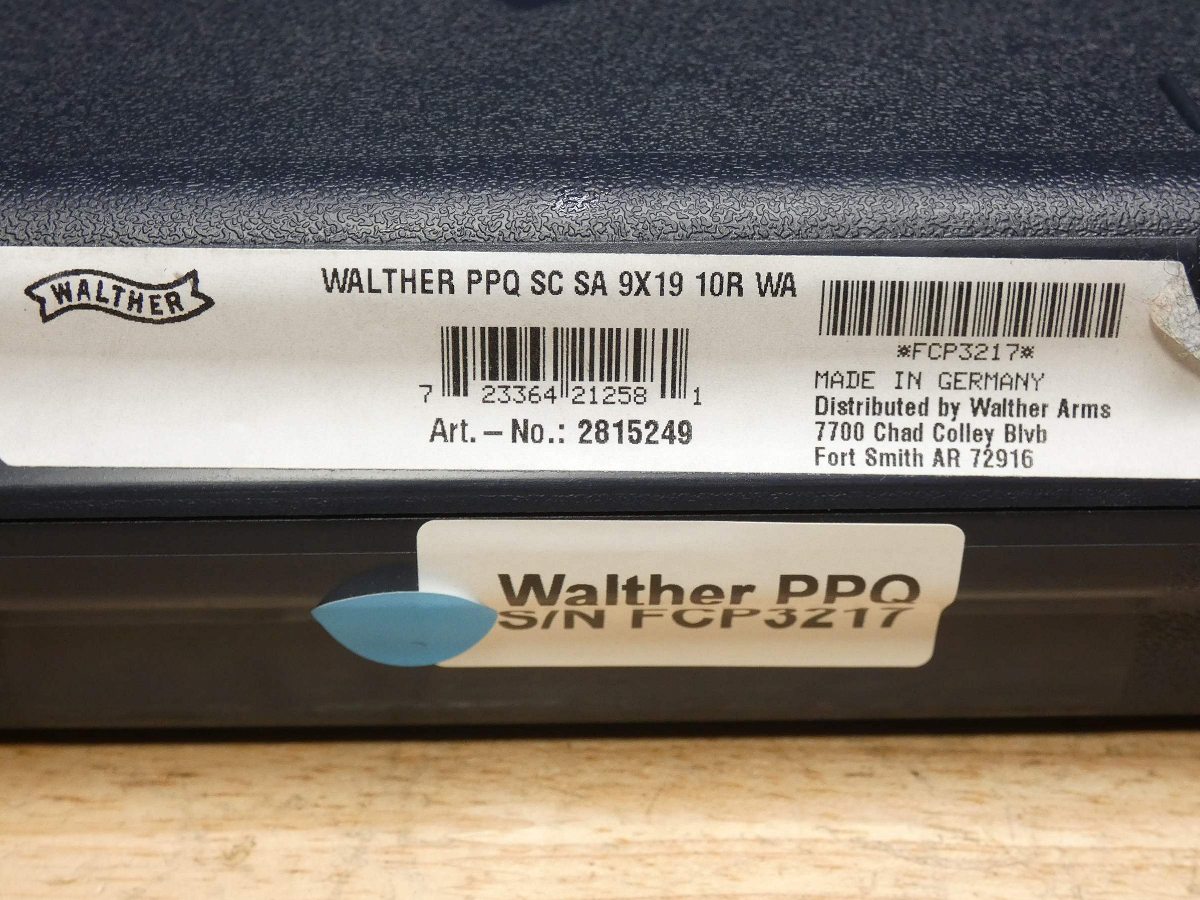 WALTHER
WALTHER PPQ SC SA 9X19 10R WA
7 23364 21258 1
Art. – No.: 2815249
*FCP3217*
MADE IN GERMANY
Distributed by Walther Arms
7700 Chad Colley Blvb
Fort Smith AR 72916
Walther PPQ
S/N FCP3217